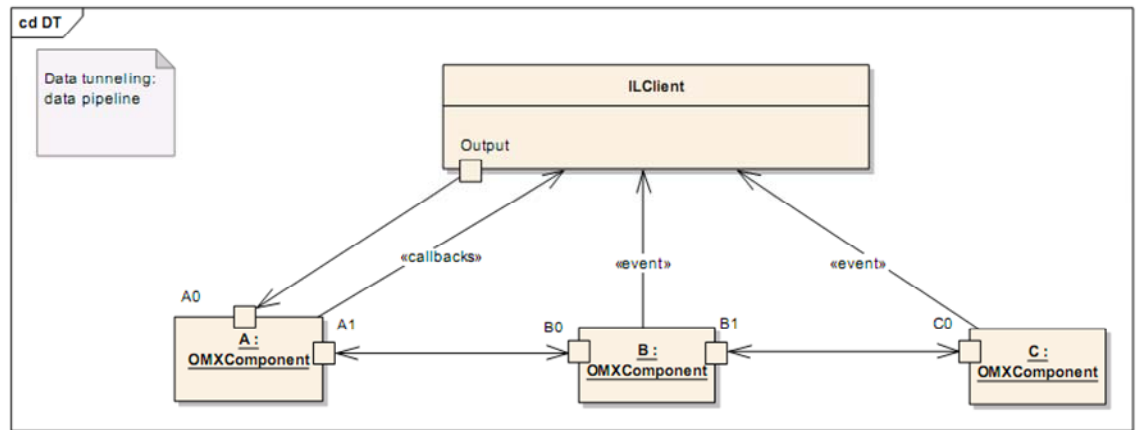 cd DT
Data tunneling:
data pipeline
ILClient
Output
«callbacks»
«event»
«event»
A0
A1
B0
B1
C0
A :
OMXComponent
B :
OMXComponent
C :
OMXComponent